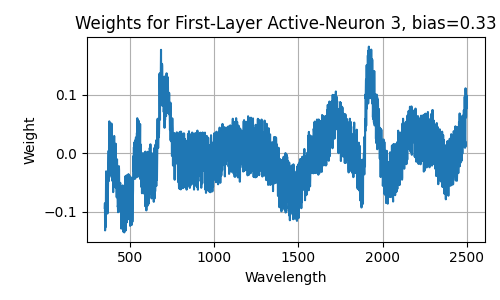 Weights for First-Layer Active-Neuron 3, bias=0.33
0.1
0.0
−0.1
Weight
500
1000
1500
2000
2500
Wavelength